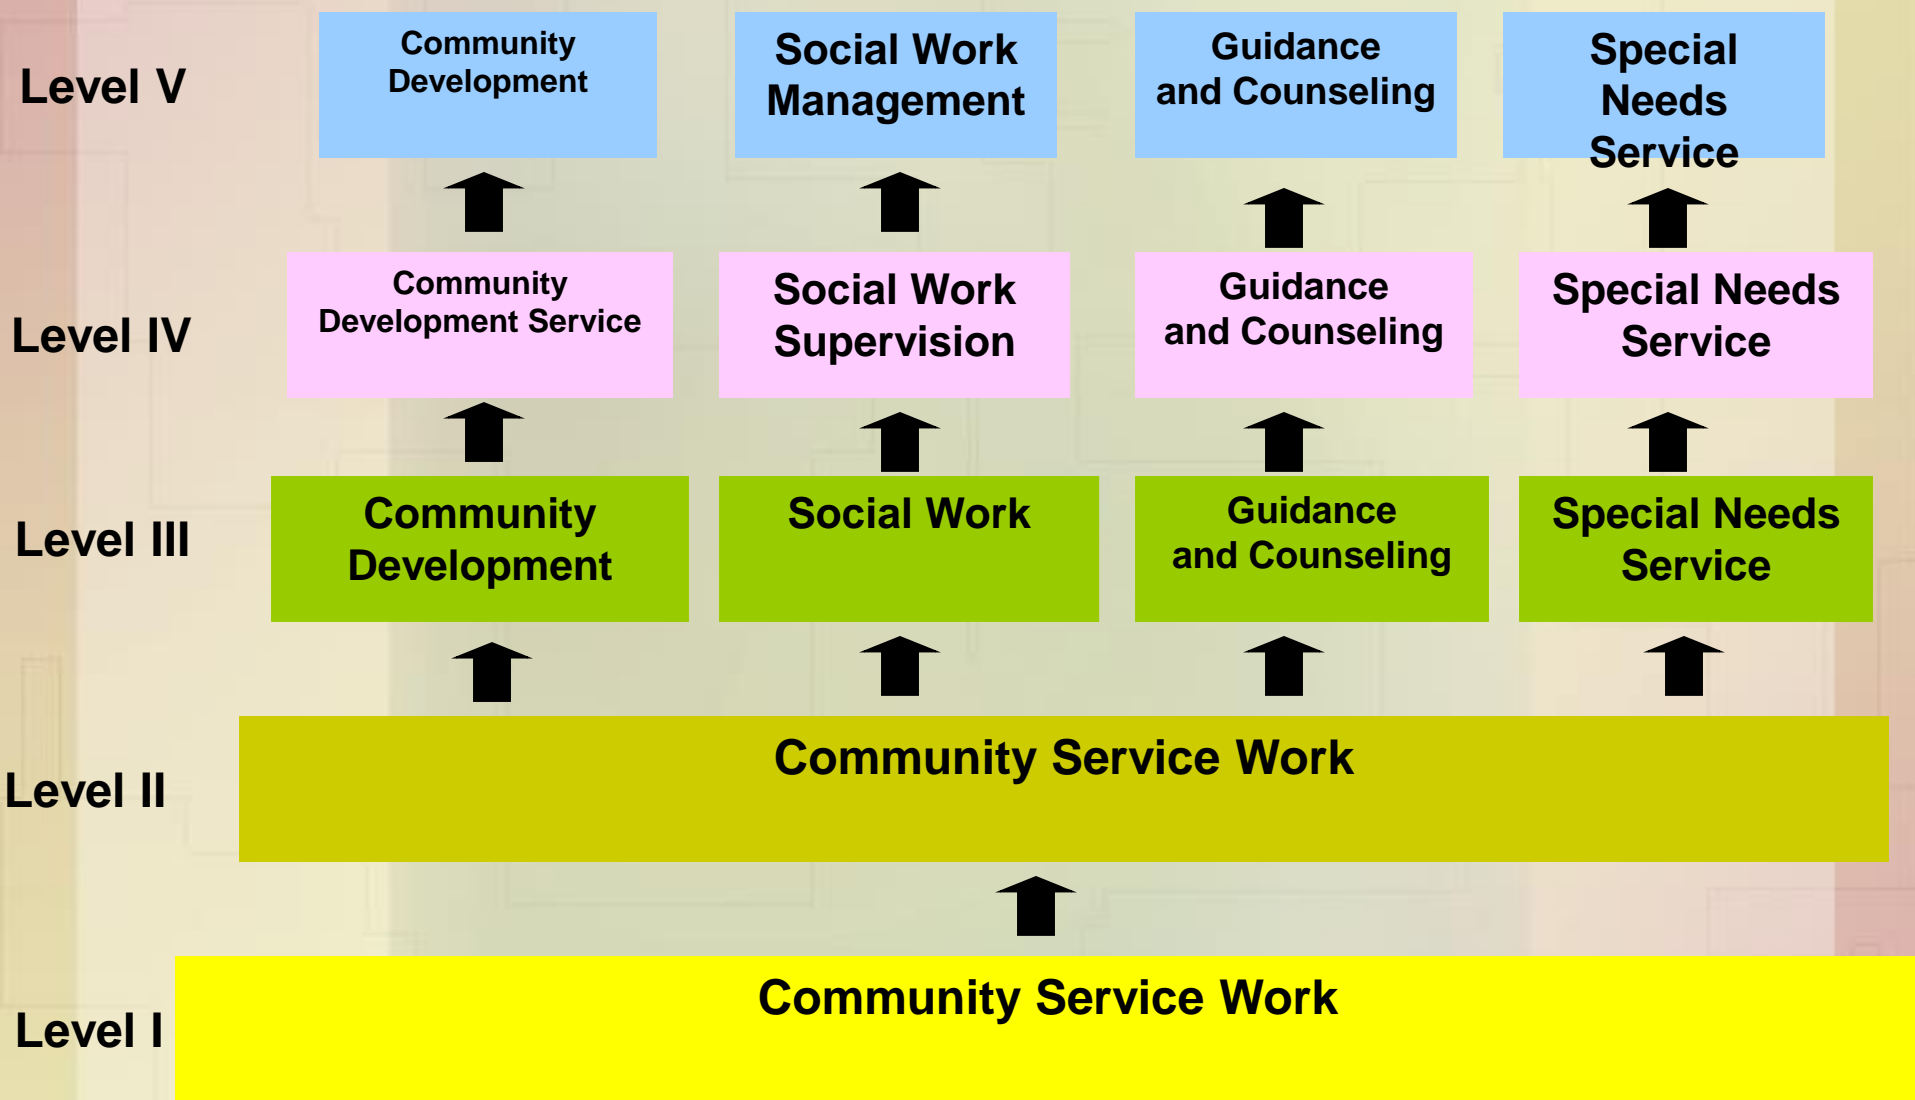 Level V
Community
Development
Social Work
Management
Guidance
and Counseling
Special
Needs
Service
Level IV
Community
Development Service
Social Work
Supervision
Guidance
and Counseling
Special Needs
Service
Level III
Community
Development
Social Work
Guidance
and Counseling
Special Needs
Service
Level II
Community Service Work
Level I
Community Service Work